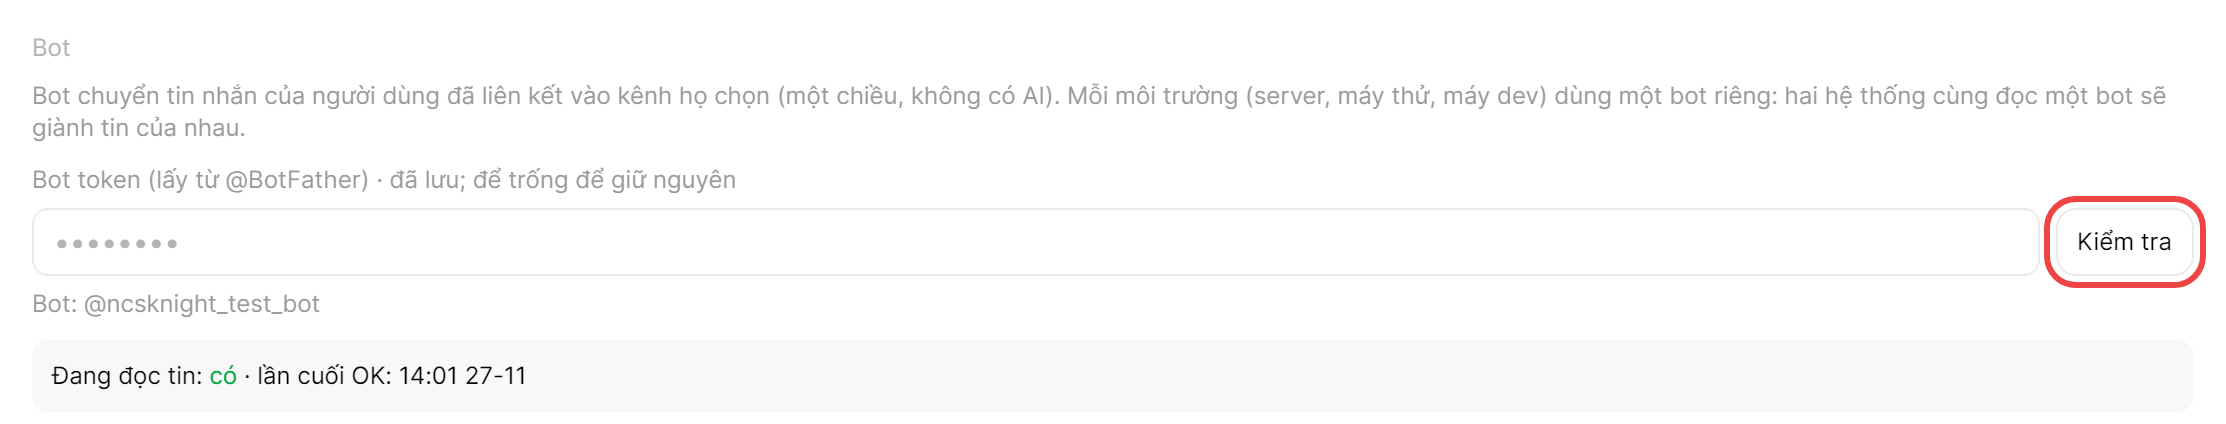 Bot
Bot chuyển tin nhắn của người dùng đã liên kết vào kênh họ chọn (một chiều, không có AI). Mỗi môi trường (server, máy thử, máy dev) dùng một bot riêng: hai hệ thống cùng đọc một bot sẽ
giành tin của nhau.
Bot token (lấy từ @BotFather) · đã lưu; để trống để giữ nguyên
••••••••
Kiểm tra
Bot: @ncsknight_test_bot
Đang đọc tin: có · lần cuối OK: 14:01 27-11